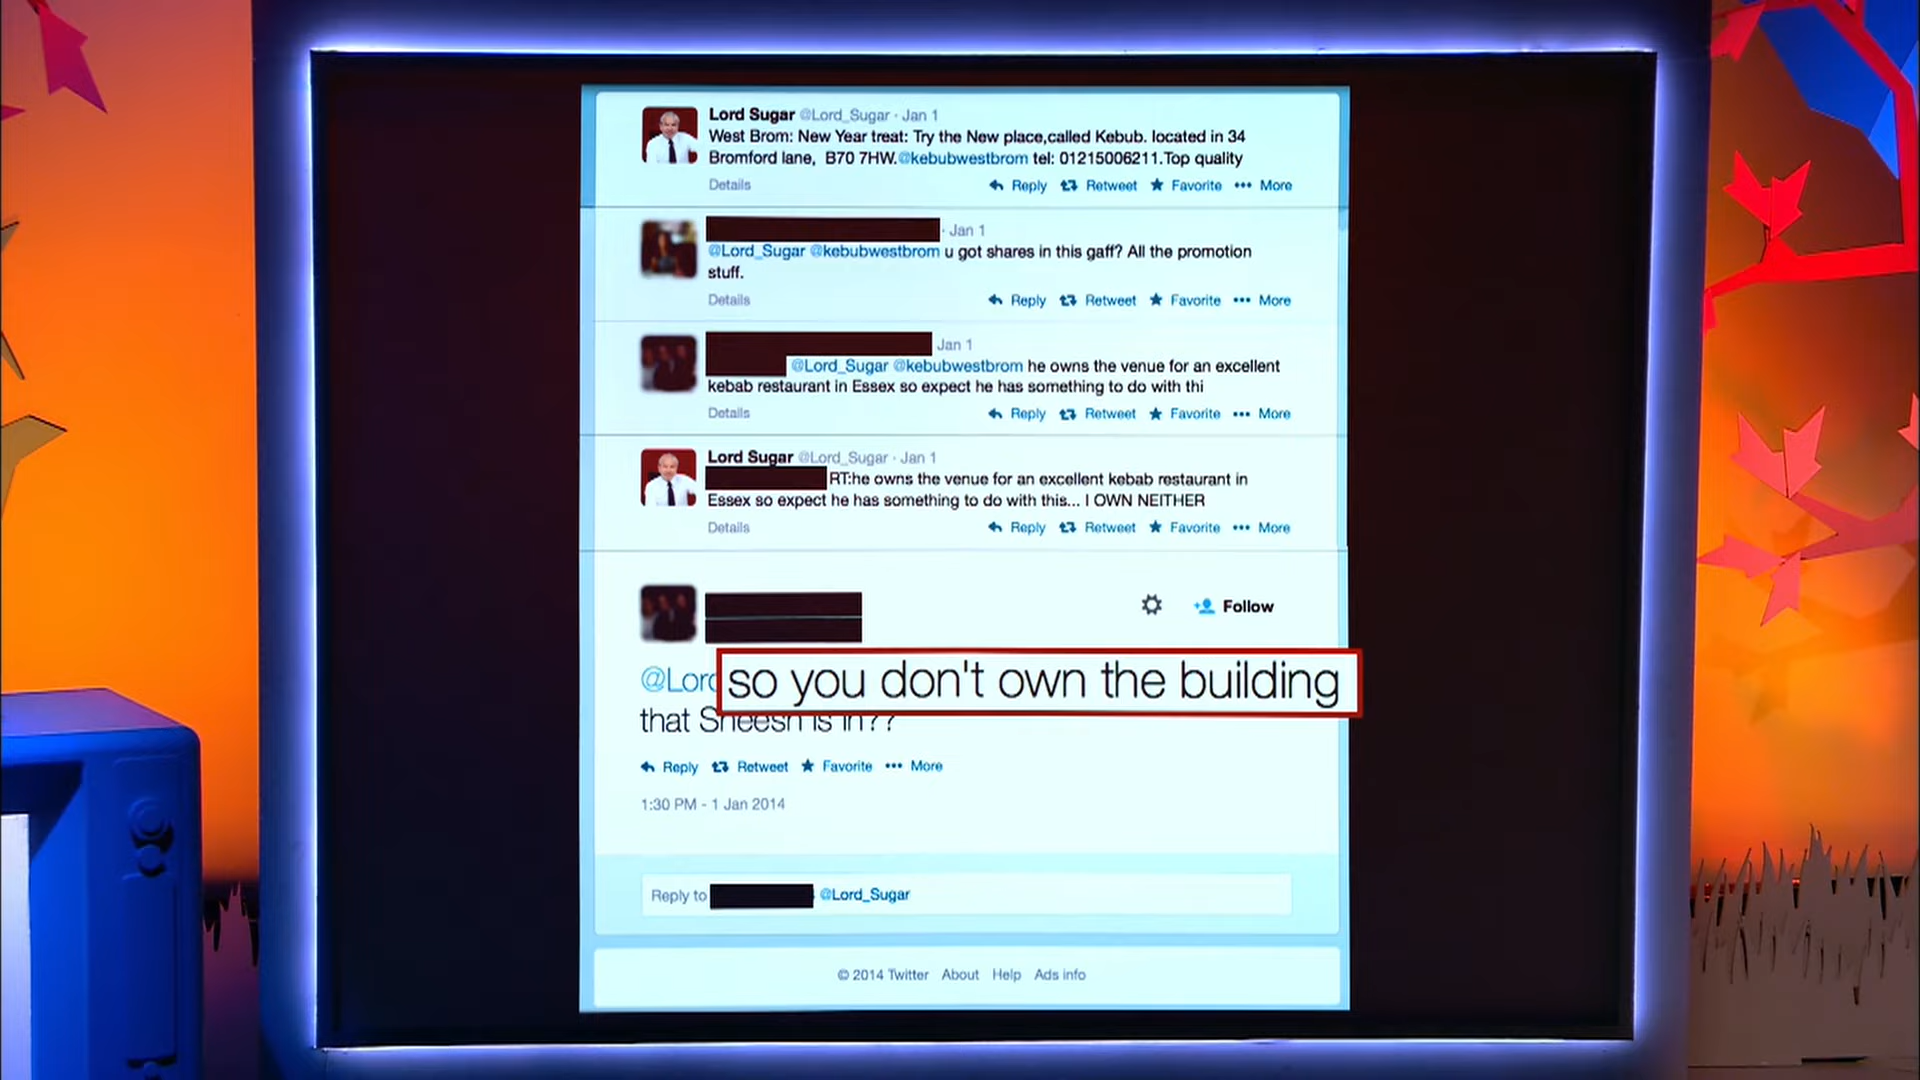 Lord Sugar @Lord_Sugar · Jan 1
West Brom: New Year treat: Try the New place,called Kebub. located in 34
Bromford lane, B70 7HW.@kebubwestbrom tel: 01215006211.Top quality
Details Reply Retweet Favorite More
· Jan 1
@Lord_Sugar @kebubwestbrom u got shares in this gaff? All the promotion
stuff.
Details Reply Retweet Favorite More
Jan 1
@Lord_Sugar @kebubwestbrom he owns the venue for an excellent
kebab restaurant in Essex so expect he has something to do with thi
Details Reply Retweet Favorite More
Lord Sugar @Lord_Sugar · Jan 1
RT:he owns the venue for an excellent kebab restaurant in
Essex so expect he has something to do with this... I OWN NEITHER
Details Reply Retweet Favorite More
Follow
@Lord so you don't own the building
that Sheesh is in??
Reply Retweet Favorite More
1:30 PM - 1 Jan 2014
Reply to @Lord_Sugar
© 2014 Twitter About Help Ads info